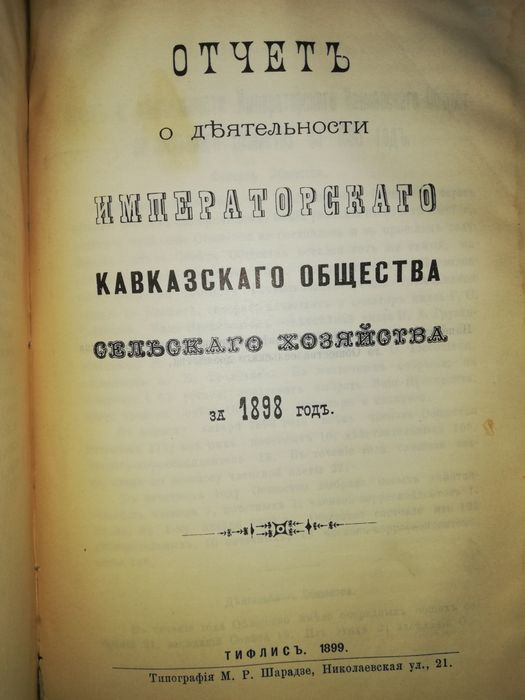 ОТЧЕТЪ
о дѣятельности
ИМПЕРАТОРСКАГО
КАВКАЗСКАГО ОБЩЕСТВА
СЕЛЬСКАГО ХОЗЯЙСТВА
за 1898 годъ.
ТИФЛИСЪ. 1899.
Типографія М. Р. Шарадзе, Николаевская ул., 21.